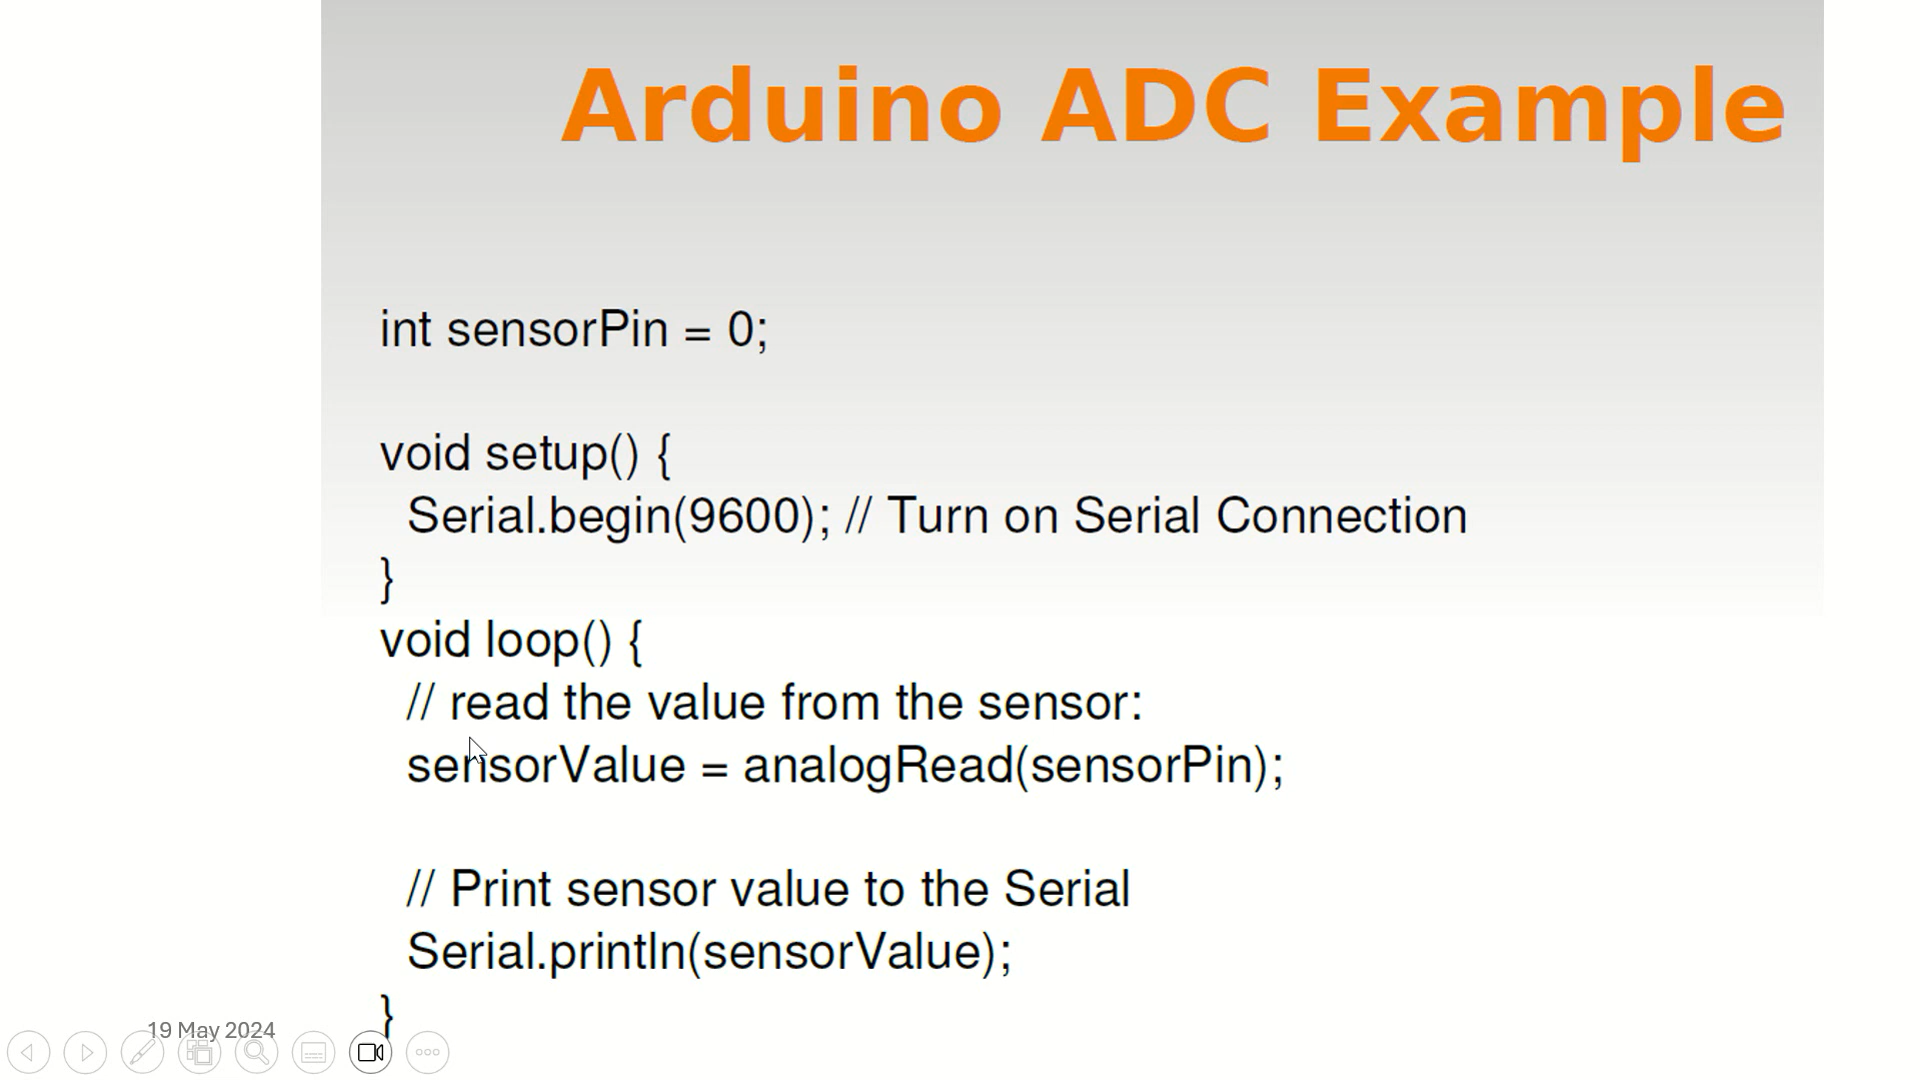 Arduino ADC Example
int sensorPin = 0;
void setup() {
Serial.begin(9600); // Turn on Serial Connection
}
void loop() {
// read the value from the sensor:
sensorValue = analogRead(sensorPin);
// Print sensor value to the Serial
Serial.println(sensorValue);
}
19 May 2024